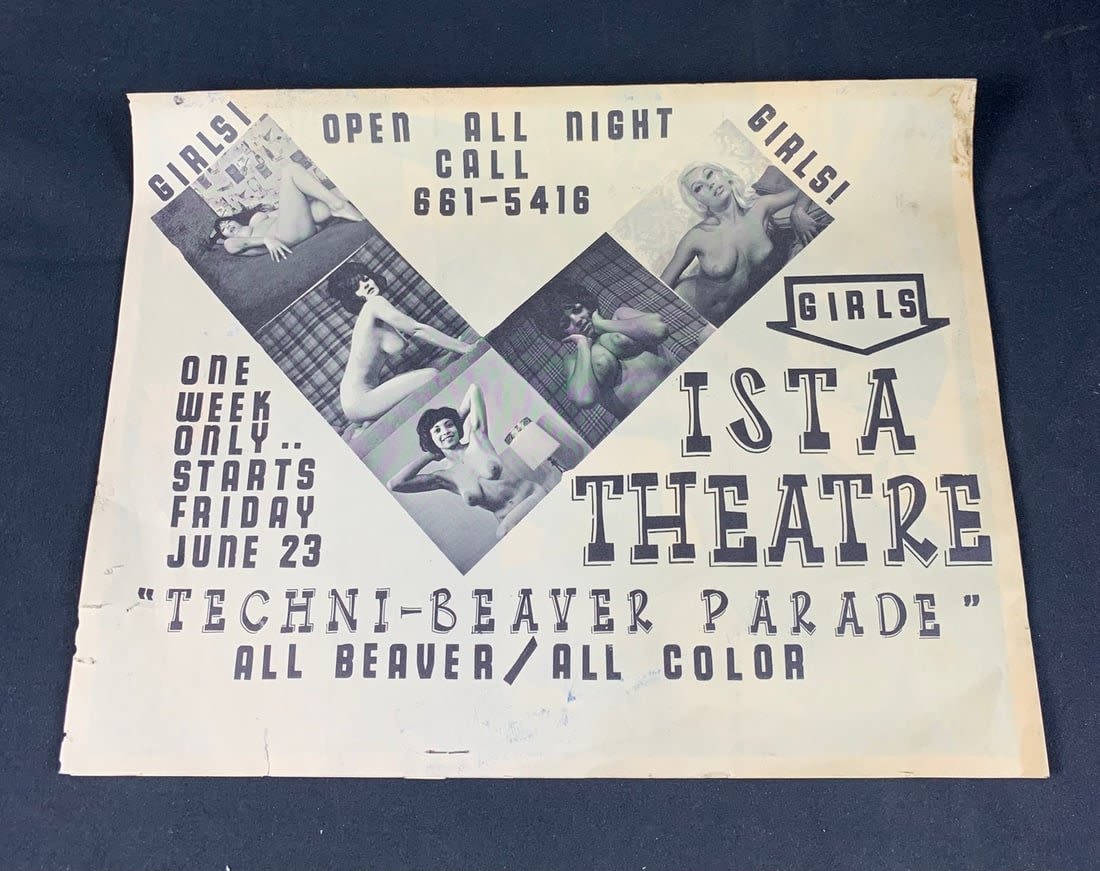 GIRLS!
OPEN ALL NIGHT
CALL
661-5416
GIRLS!
GIRLS
ISTA
THEATRE
ONE
WEEK
ONLY..
STARTS
FRIDAY
JUNE 23
"TECHNI-BEAVER PARADE"
ALL BEAVER/ALL COLOR